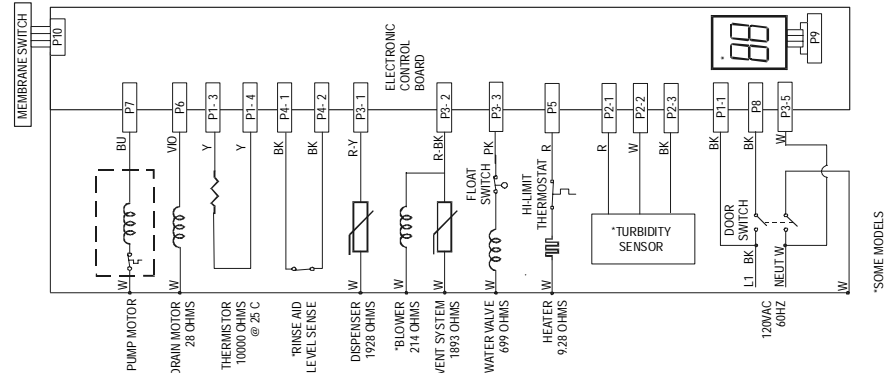 MEMBRANE SWITCH
P10
P9
*
88
ELECTRONIC
CONTROL
BOARD
P7
P6
P1-3
P1-4
P4-1
P4-2
P3-1
P3-2
P3-3
P5
P2-1
P2-2
P2-3
P1-1
P8
P3-5
BU
VIO
Y
Y
BK
BK
R-Y
R-BK
PK
R
R
W
BK
BK
BK
W
FLOAT
SWITCH
HI-LIMIT
THERMOSTAT
*TURBIDITY
SENSOR
DOOR
SWITCH
W
W
W
W
W
W
L1 BK
NEUT W
W
PUMP MOTOR
DRAIN MOTOR
28 OHMS
THERMISTOR
10000 OHMS
@ 25 C
*RINSE AID
LEVEL SENSE
DISPENSER
1928 OHMS
*BLOWER
214 OHMS
VENT SYSTEM
1893 OHMS
WATER VALVE
699 OHMS
HEATER
9.28 OHMS
120VAC
60HZ
*SOME MODELS